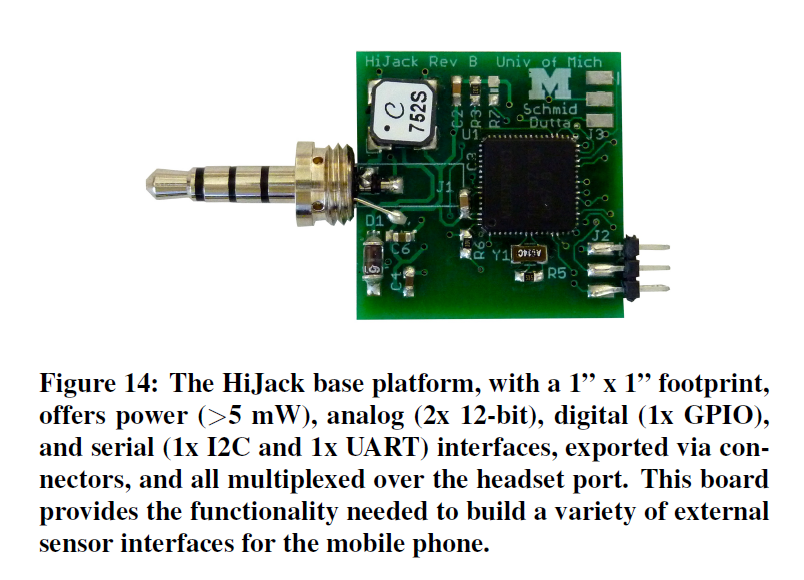 HiJack Rev B Univ of Mich
M
Schmid
Dutta
C
752S
C2
R3
R7
U1
J3
C3
J1
D1
C6
R6
Y1
A614C
R5
J2
C4
Figure 14: The HiJack base platform, with a 1” x 1” footprint,
offers power (>5 mW), analog (2x 12-bit), digital (1x GPIO),
and serial (1x I2C and 1x UART) interfaces, exported via con-
nectors, and all multiplexed over the headset port. This board
provides the functionality needed to build a variety of external
sensor interfaces for the mobile phone.